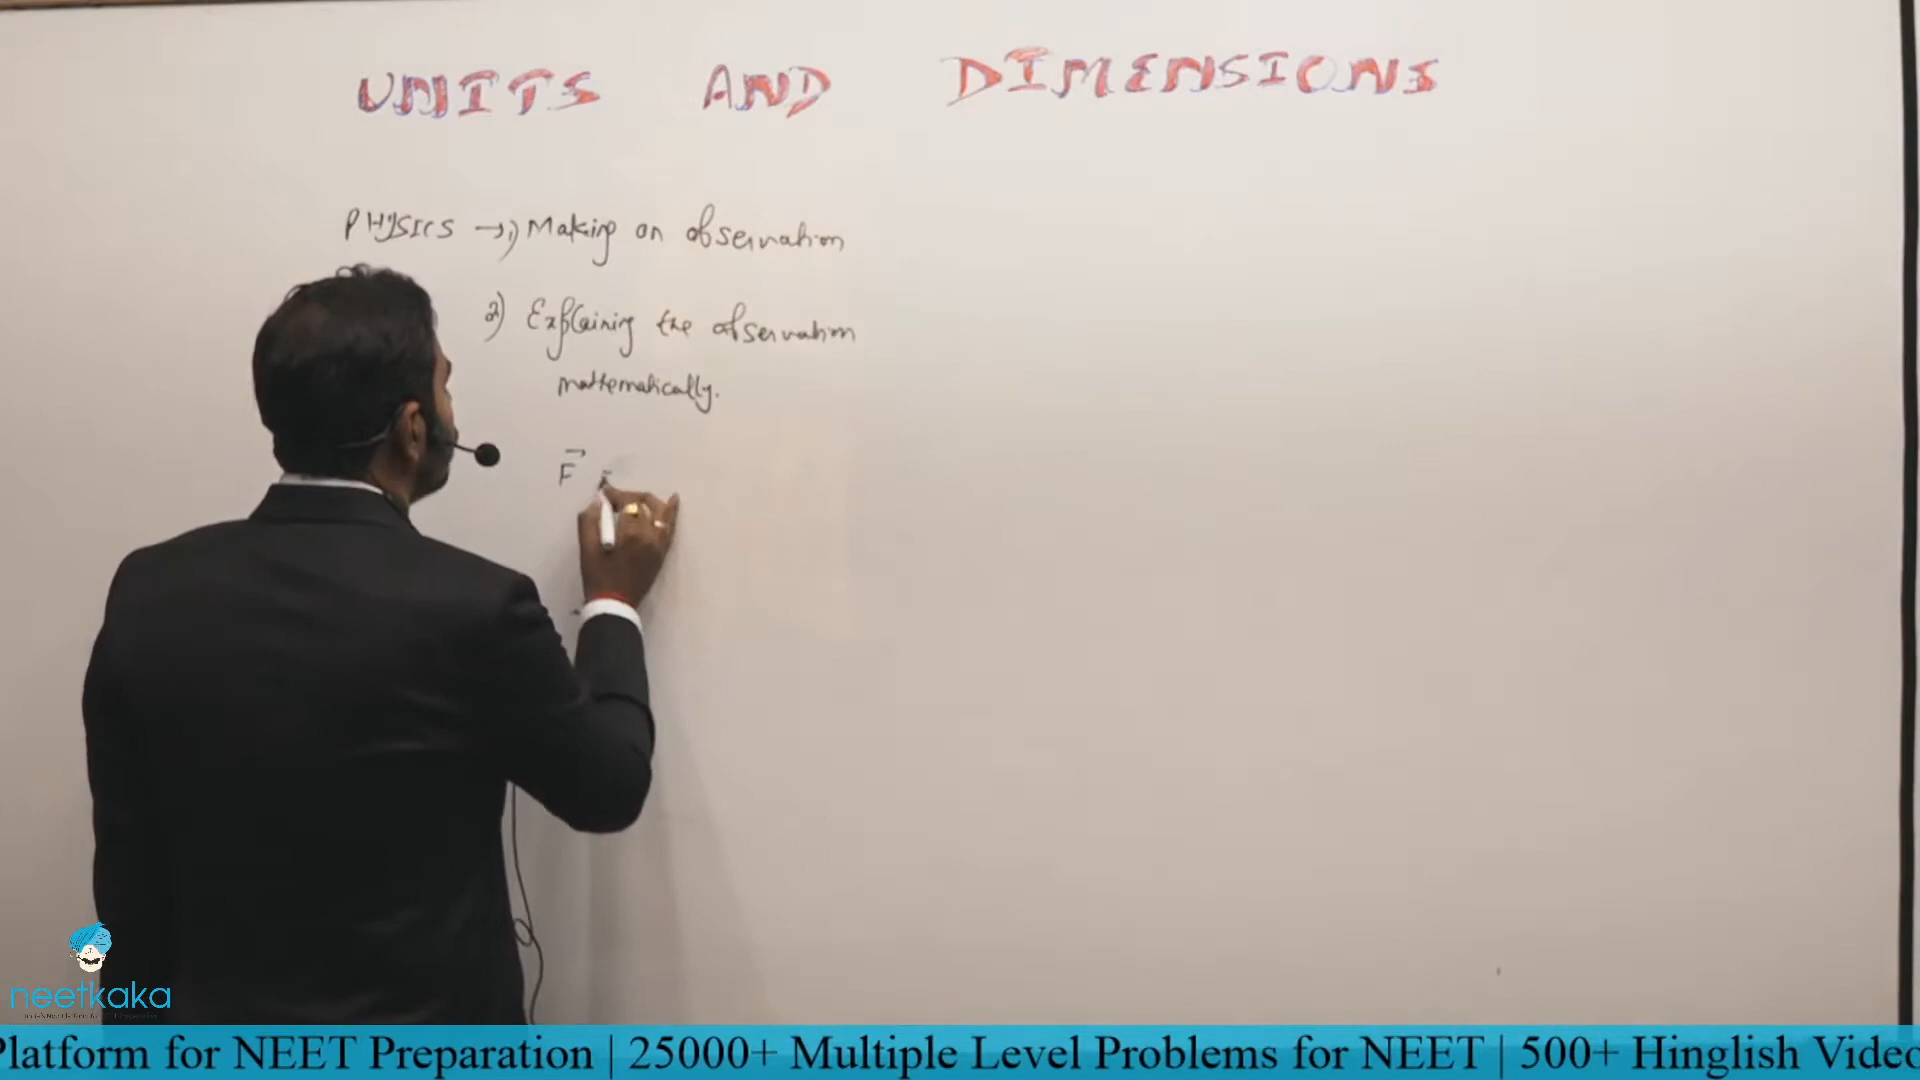 UNITS AND DIMENSIONS
PHYSICS → 1) Making an observation
2) Explaining the observation
mathematically.
F
neetkaka
Platform for NEET Preparation | 25000+ Multiple Level Problems for NEET | 500+ Hinglish Video